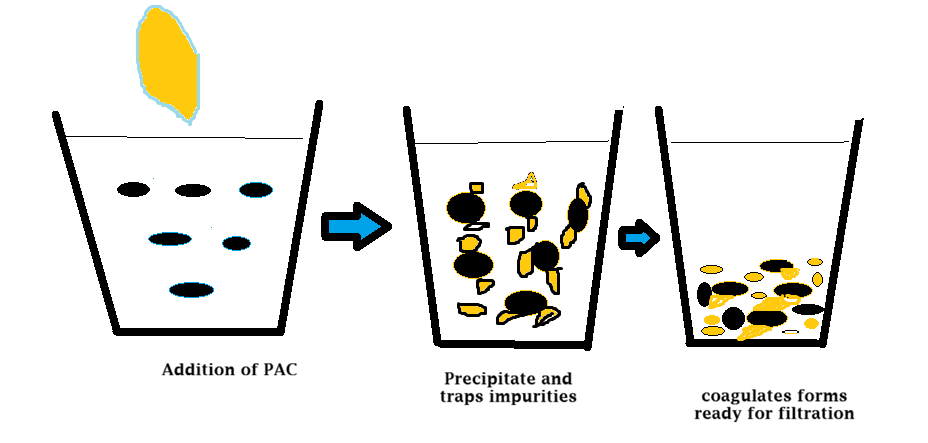 Addition of PAC
Precipitate and
traps impurities
coagulates forms
ready for filtration